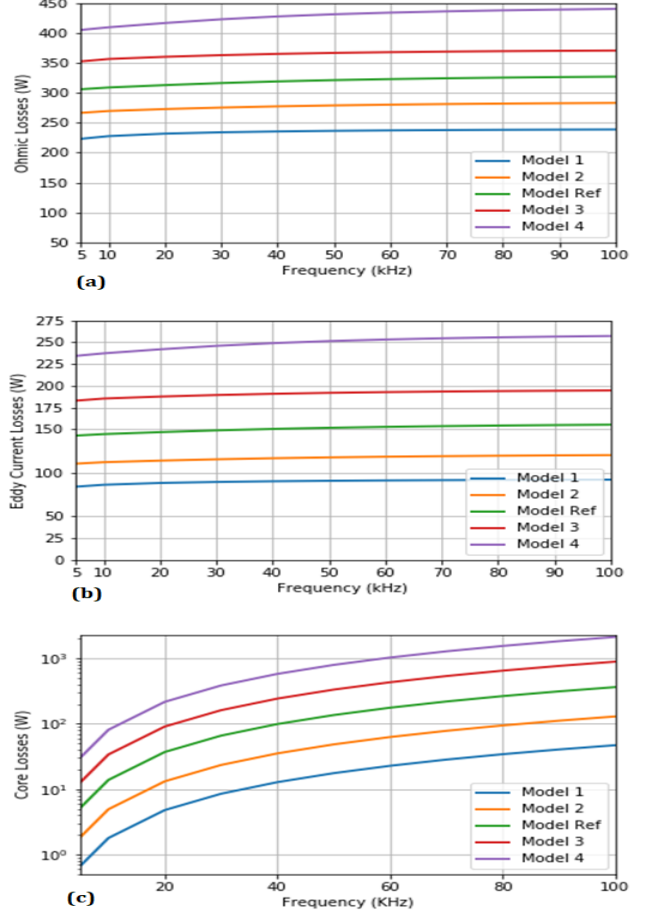 450
400
350
300
250
200
150
100
50
Ohmic Losses (W)
Model 1
Model 2
Model Ref
Model 3
Model 4
5 10 20 30 40 50 60 70 80 90 100
Frequency (kHz)
(a)
275
250
225
200
175
150
100
50
25
0
Eddy Current Losses (W)
Model 1
Model 2
Model Ref
Model 3
Model 4
5 10 20 30 40 50 60 70 80 90 100
Frequency (kHz)
(b)
10³
10²
10¹
10⁰
Core Losses (W)
Model 1
Model 2
Model Ref
Model 3
Model 4
20 40 60 80 100
Frequency (KHz)
(c)